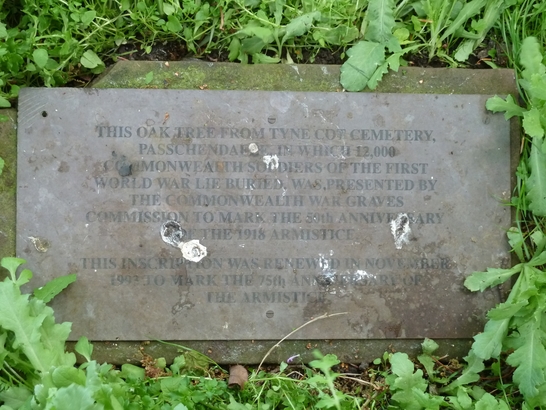 THIS OAK TREE FROM TYNE COT CEMETERY,
PASSCHENDAELE, IN WHICH 12,000
COMMONWEALTH SOLDIERS OF THE FIRST
WORLD WAR LIE BURIED, WAS PRESENTED BY
THE COMMONWEALTH WAR GRAVES
COMMISSION TO MARK THE 50th ANNIVERSARY
OF THE 1918 ARMISTICE.
THIS INSCRIPTION WAS RENEWED IN NOVEMBER
1993 TO MARK THE 75th ANNIVERSARY OF
THE ARMISTICE